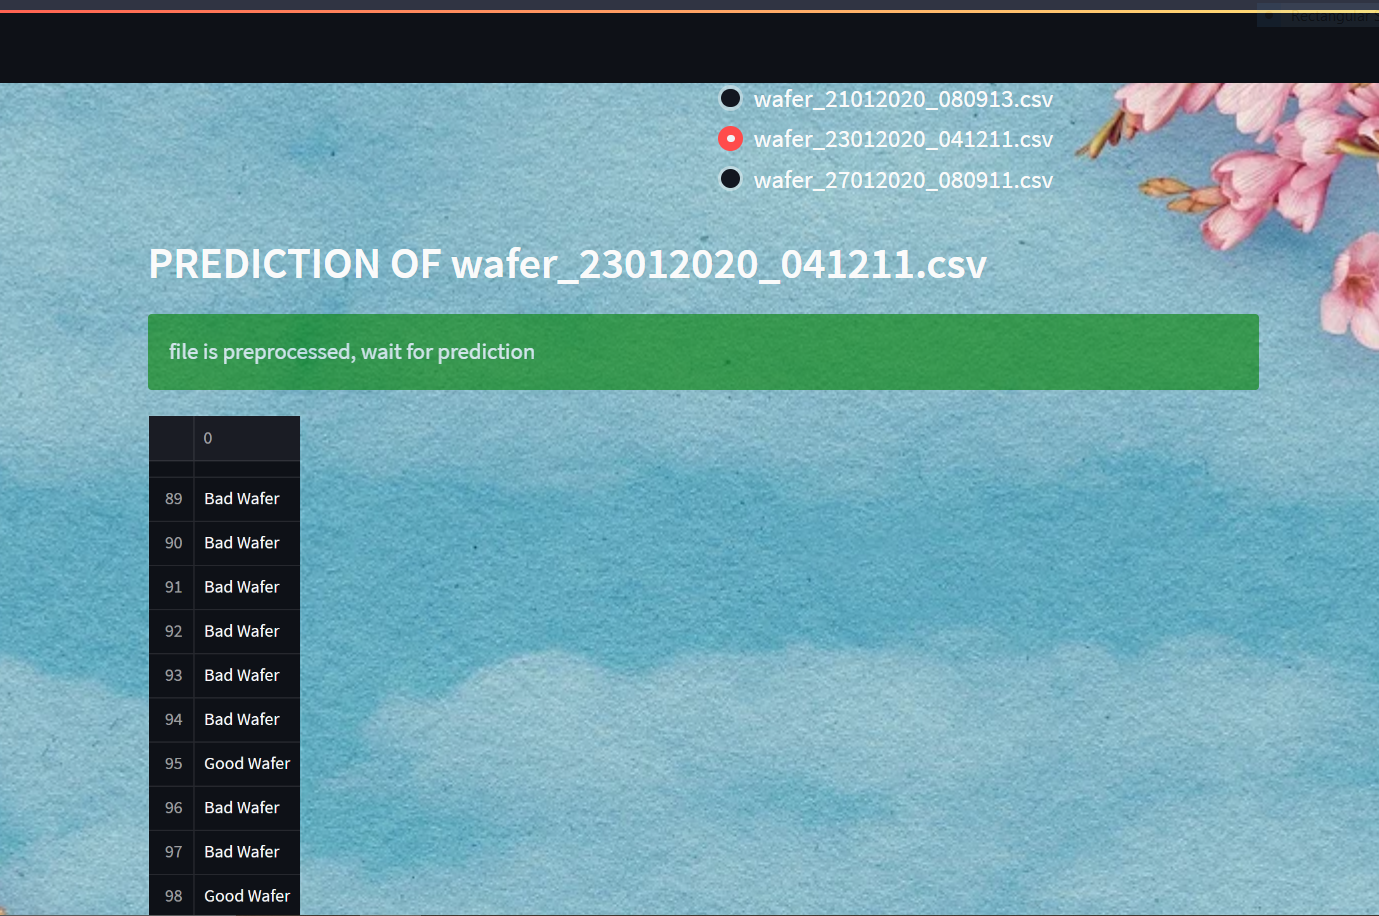 Rectangular
wafer_21012020_080913.csv
wafer_23012020_041211.csv
wafer_27012020_080911.csv
PREDICTION OF wafer_23012020_041211.csv
file is preprocessed, wait for prediction
0
89 Bad Wafer
90 Bad Wafer
91 Bad Wafer
92 Bad Wafer
93 Bad Wafer
94 Bad Wafer
95 Good Wafer
96 Bad Wafer
97 Bad Wafer
98 Good Wafer